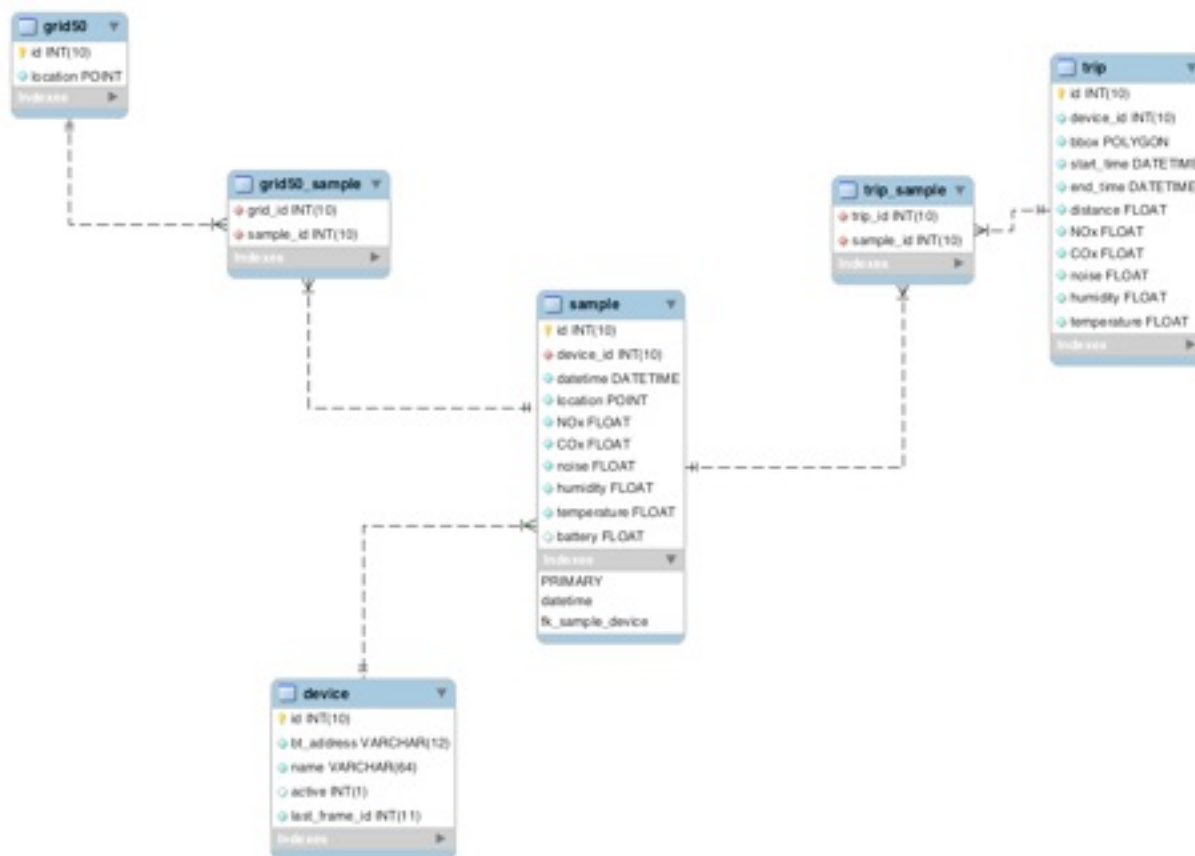 grid50
id INT(10)
location POINT
Indexes
grid50_sample
grid_id INT(10)
sample_id INT(10)
Indexes
sample
id INT(10)
device_id INT(10)
datetime DATETIME
location POINT
NOx FLOAT
COx FLOAT
noise FLOAT
humidity FLOAT
temperature FLOAT
battery FLOAT
Indexes
PRIMARY
datetime
fk_sample_device
device
id INT(10)
bt_address VARCHAR(12)
name VARCHAR(64)
active INT(1)
last_frame_id INT(11)
Indexes
trip_sample
trip_id INT(10)
sample_id INT(10)
Indexes
trip
id INT(10)
device_id INT(10)
bbox POLYGON
start_time DATETIME
end_time DATETIME
distance FLOAT
NOx FLOAT
COx FLOAT
noise FLOAT
humidity FLOAT
temperature FLOAT
Indexes